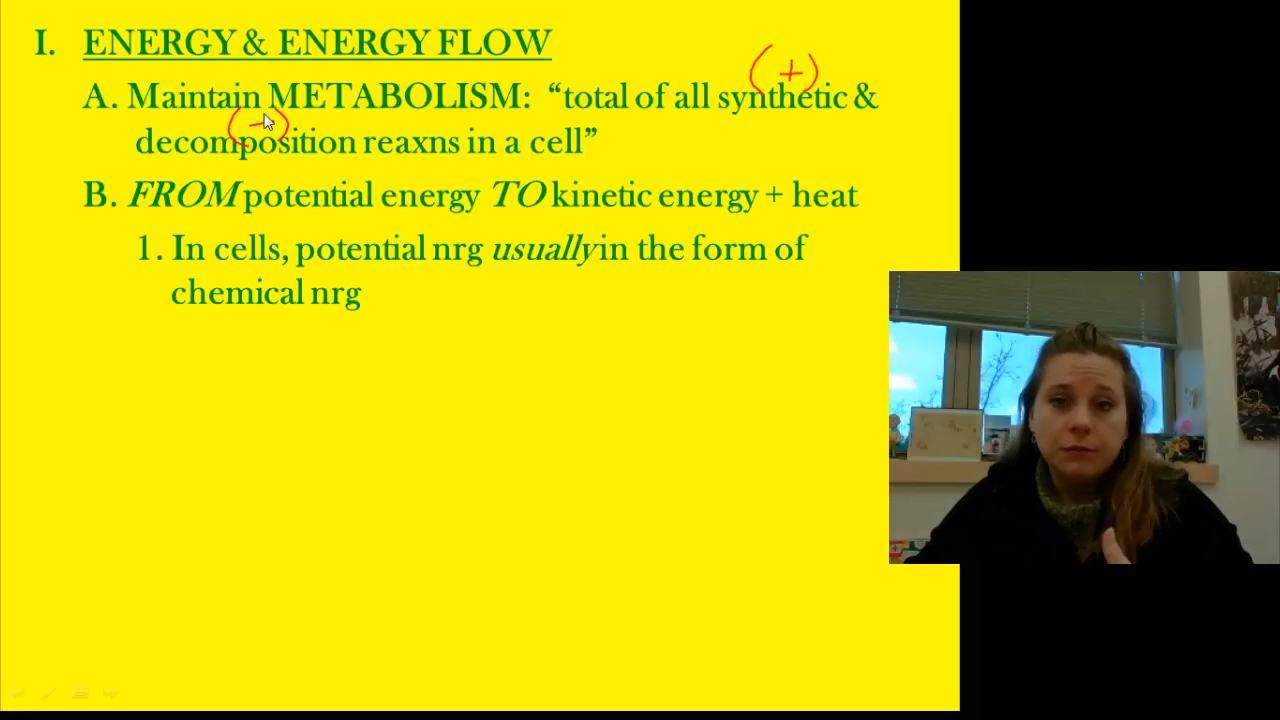 I. ENERGY & ENERGY FLOW
(+)
A. Maintain METABOLISM: “total of all synthetic &
(-)
decomposition reaxns in a cell”
B. FROM potential energy TO kinetic energy + heat
1. In cells, potential nrg usually in the form of
chemical nrg